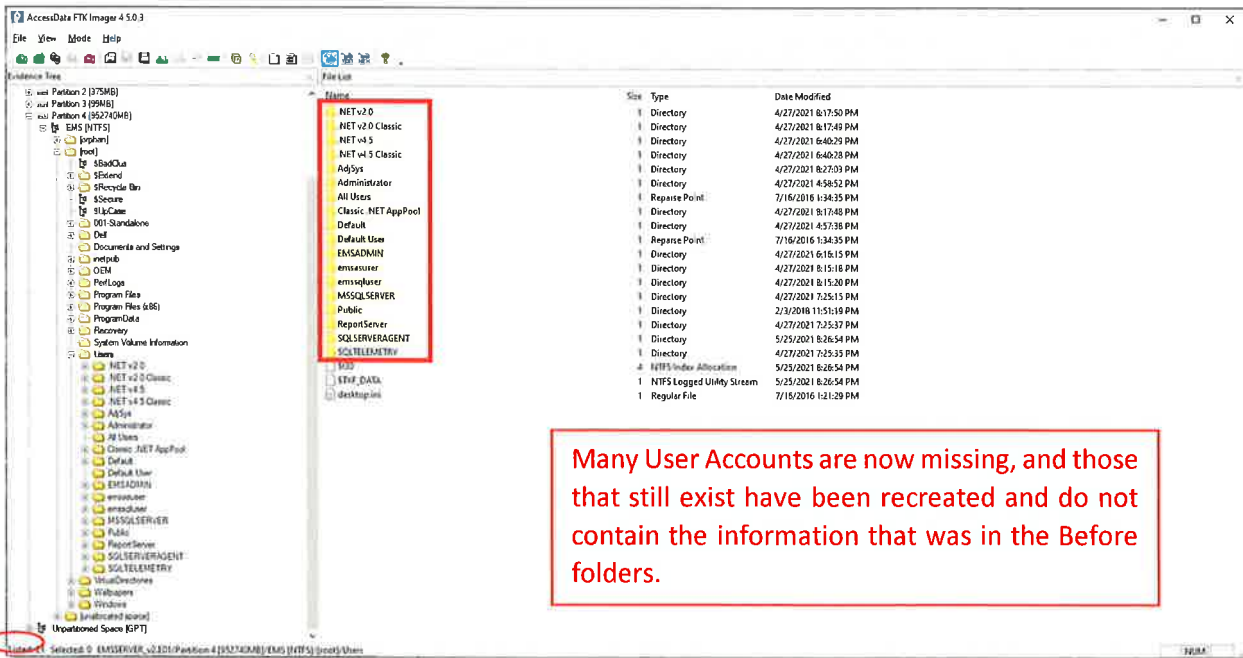 AccessData FTK Imager 4.5.0.3
File View Mode Help
Evidence Tree
File List
Partition 2 [375MB]
Partition 3 [99MB]
Partition 4 [952740MB]
EMS [NTFS]
[orphan]
[root]
$BadClus
$Extend
$Recycle Bin
$Secure
$UpCase
001-Standalone
Dell
Documents and Settings
inetpub
OEM
PerfLogs
Program Files
Program Files (x86)
ProgramData
Recovery
System Volume Information
Users
.NET v2.0
.NET v2.0 Classic
.NET v4.5
.NET v4.5 Classic
AdjSys
Administrator
All Users
Classic .NET AppPool
Default
Default User
EMSADMIN
emsasuser
emssqluser
MSSQLSERVER
Public
ReportServer
SQLSERVERAGENT
SQLTELEMETRY
VirtualDirectories
Wallpapers
Windows
[unallocated space]
Unpartitioned Space [GPT]
Name Size Type Date Modified
.NET v2.0 1 Directory 4/27/2021 8:17:50 PM
.NET v2.0 Classic 1 Directory 4/27/2021 8:17:49 PM
.NET v4.5 1 Directory 4/27/2021 6:40:29 PM
.NET v4.5 Classic 1 Directory 4/27/2021 6:40:28 PM
AdjSys 1 Directory 4/27/2021 8:27:03 PM
Administrator 1 Directory 4/27/2021 4:58:52 PM
All Users 1 Reparse Point 7/16/2016 1:34:35 PM
Classic .NET AppPool 1 Directory 4/27/2021 8:17:48 PM
Default 1 Directory 4/27/2021 4:57:38 PM
Default User 1 Reparse Point 7/16/2016 1:34:35 PM
EMSADMIN 1 Directory 4/27/2021 6:16:15 PM
emsasuser 1 Directory 4/27/2021 8:15:18 PM
emssqluser 1 Directory 4/27/2021 8:15:20 PM
MSSQLSERVER 1 Directory 4/27/2021 7:25:15 PM
Public 1 Directory 2/3/2018 11:51:19 PM
ReportServer 1 Directory 4/27/2021 7:25:37 PM
SQLSERVERAGENT 1 Directory 5/25/2021 8:26:54 PM
SQLTELEMETRY 1 Directory 4/27/2021 7:25:35 PM
$I30 4 NTFS Index Allocation 5/25/2021 8:26:54 PM
$TXF_DATA 1 NTFS Logged Utility Stream 5/25/2021 8:26:54 PM
desktop.ini 1 Regular File 7/16/2016 1:21:29 PM
Many User Accounts are now missing, and those
that still exist have been recreated and do not
contain the information that was in the Before
folders.
Listed: 21 Selected: 0 EMSSERVER_v2.E01/Partition 4 [952740MB]/EMS [NTFS]/[root]/Users
NUM